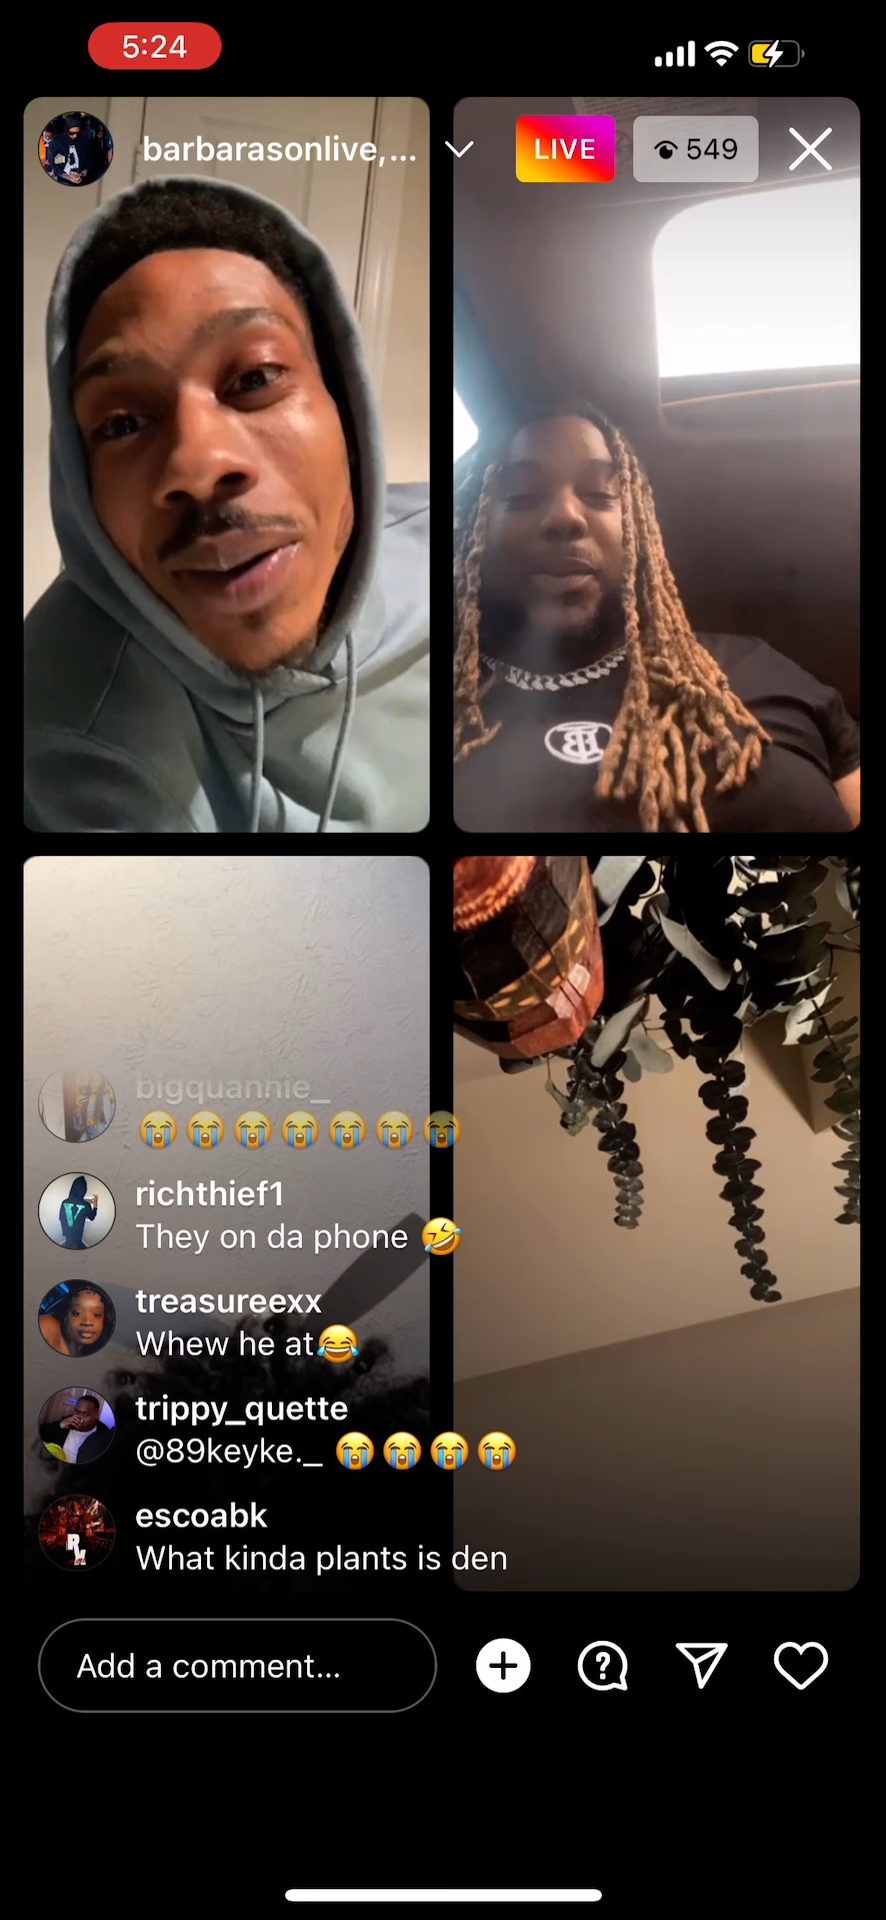 5:24
barbarasonlive,...
LIVE
549
bigquannie_
😭😭😭😭😭😭😭
richthief1
They on da phone 🤣
treasureexx
Whew he at😂
trippy_quette
@89keyke._ 😭😭😭😭
escoabk
What kinda plants is den
Add a comment...